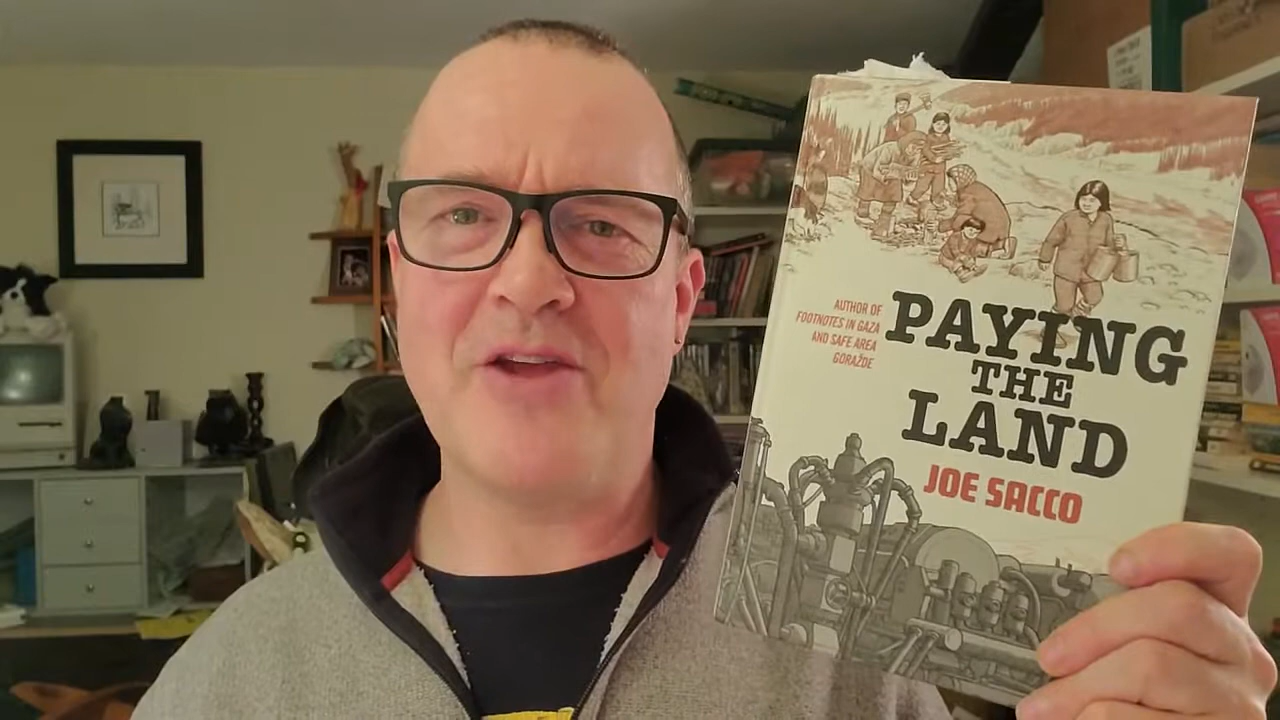 AUTHOR OF
FOOTNOTES IN GAZA
AND SAFE AREA
GORAŽDE
PAYING
THE
LAND
JOE SACCO